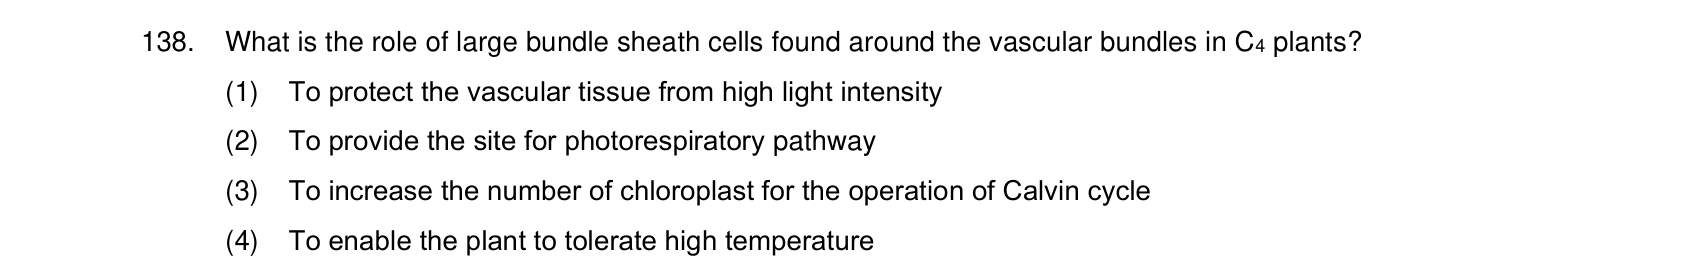 138. What is the role of large bundle sheath cells found around the vascular bundles in C₄ plants?
(1) To protect the vascular tissue from high light intensity
(2) To provide the site for photorespiratory pathway
(3) To increase the number of chloroplast for the operation of Calvin cycle
(4) To enable the plant to tolerate high temperature